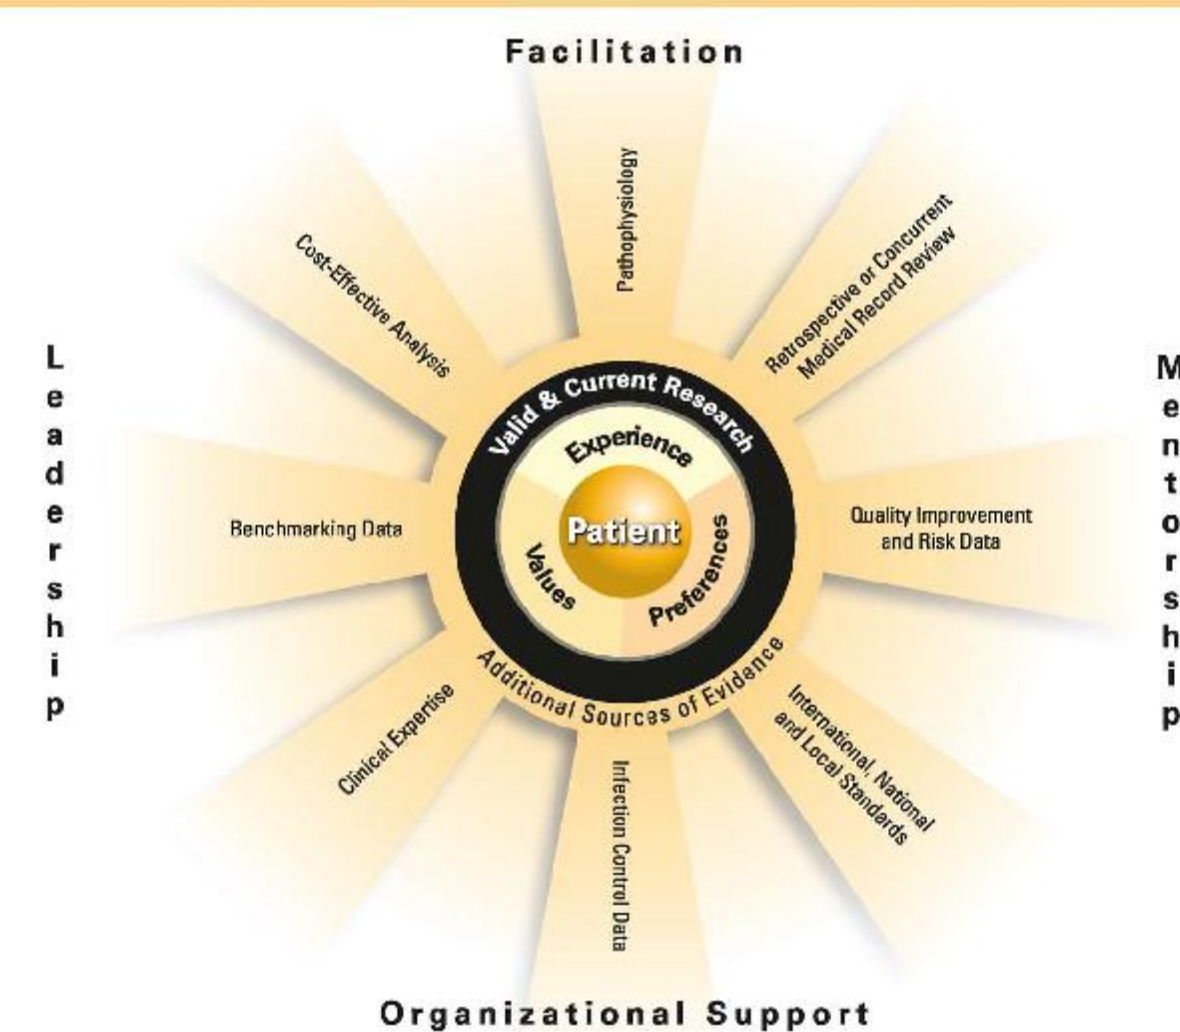 Facilitation
Pathophysiology
Retrospective or Concurrent
Medical Record Review
Cost-Effective Analysis
Leadership
Mentorship
Valid & Current Research
Experience
Patient
Values
Preferences
Benchmarking Data
Quality Improvement
and Risk Data
Additional Sources of Evidence
Clinical Expertise
International, National
and Local Standards
Infection Control Data
Organizational Support